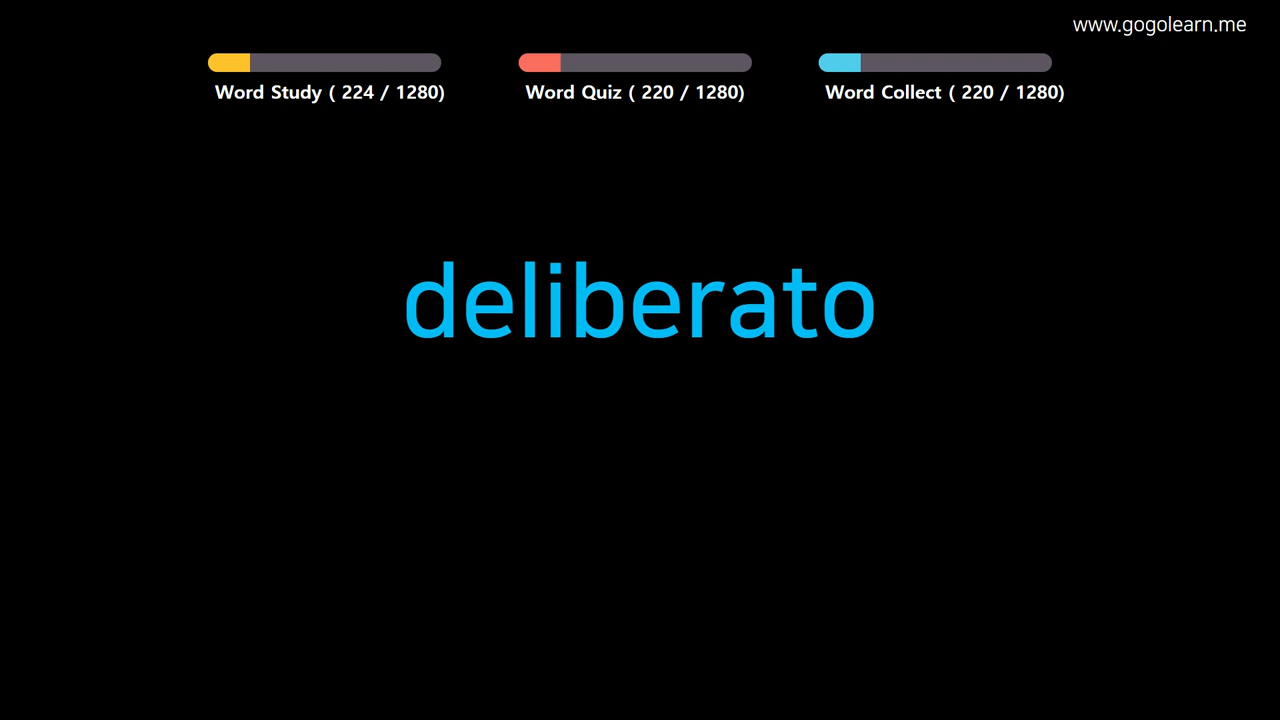 www.gogolearn.me
Word Study ( 224 / 1280)
Word Quiz ( 220 / 1280)
Word Collect ( 220 / 1280)
deliberato